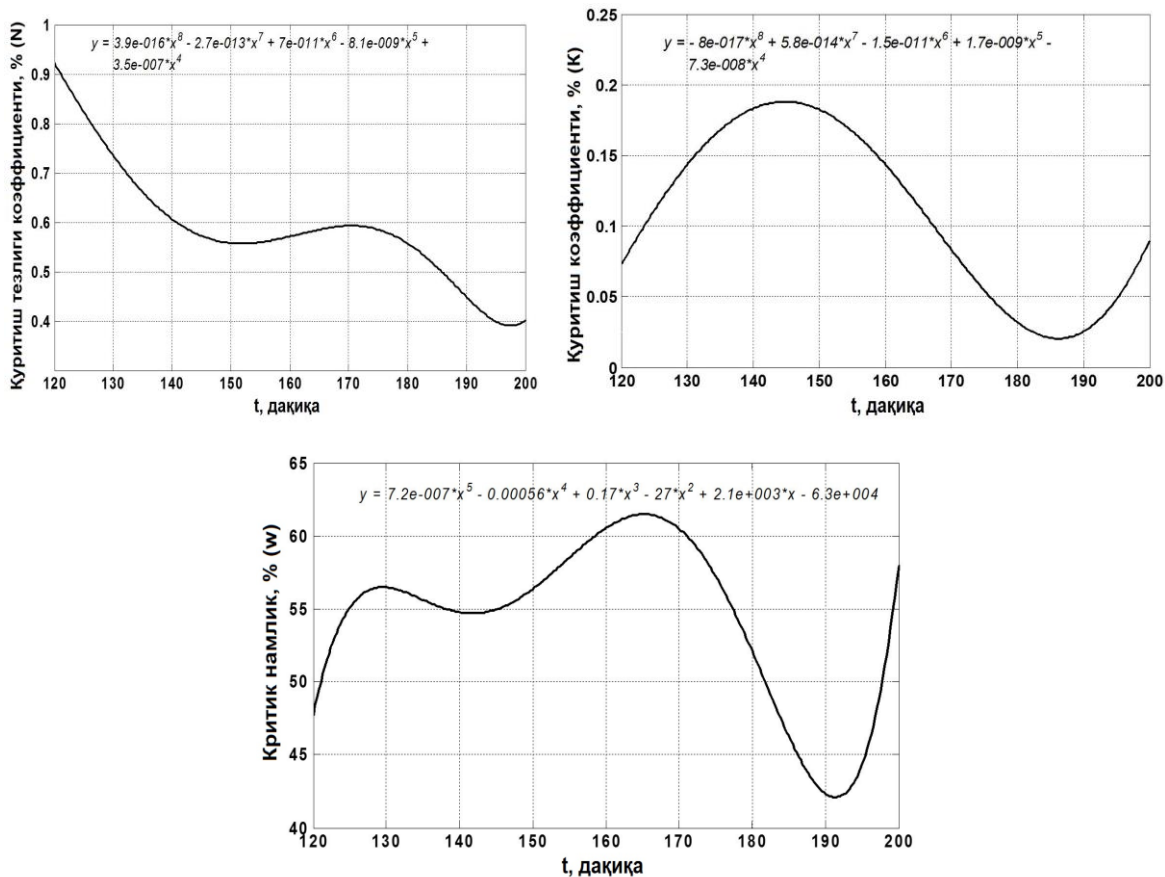 Қуритиш тезлиги коэффициенти, % (N)
1
0.9
0.8
0.7
0.6
0.5
0.4
y = 3.9e-016*x^8 - 2.7e-013*x^7 + 7e-011*x^6 - 8.1e-009*x^5 +
3.5e-007*x^4
120 130 140 150 160 170 180 190 200
t, дақиқа
Қуритиш коэффициенти, % (K)
0.25
0.2
0.15
0.1
0.05
0
y = - 8e-017*x^8 + 5.8e-014*x^7 - 1.5e-011*x^6 + 1.7e-009*x^5 -
7.3e-008*x^4
120 130 140 150 160 170 180 190 200
t, дақиқа
Критик намлик, % (w)
65
60
55
50
45
40
y = 7.2e-007*x^5 - 0.00056*x^4 + 0.17*x^3 - 27*x^2 + 2.1e+003*x - 6.3e+004
120 130 140 150 160 170 180 190 200
t, дақиқа